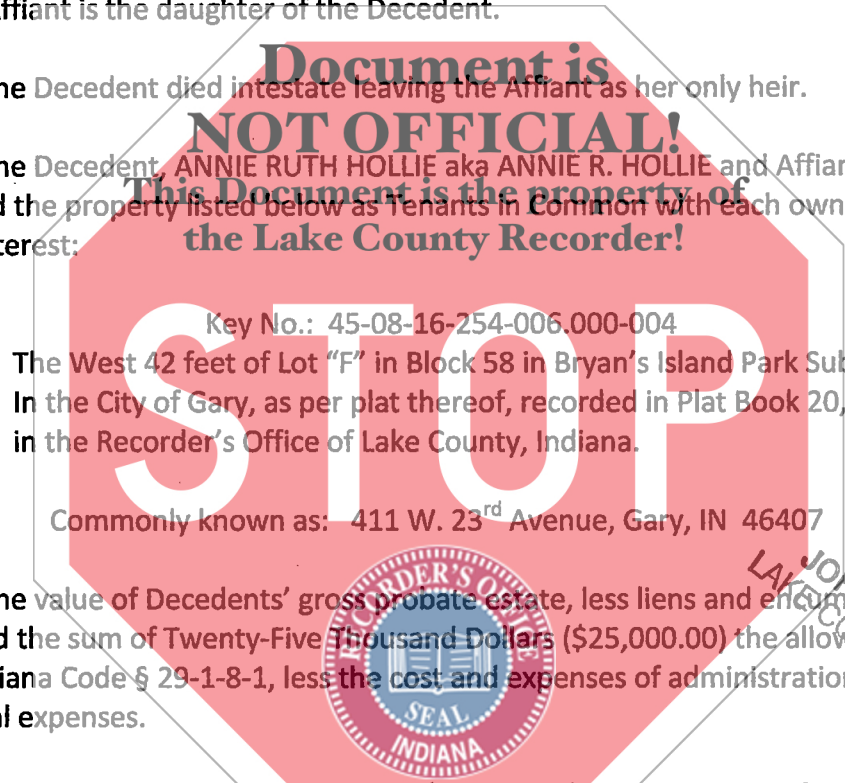 ffiant is the daughter of the Decedent.
Document is
ne Decedent died intestate leaving the Affiant as her only heir.
NOT OFFICIAL!
ne Decedent, ANNIE RUTH HOLLIE aka ANNIE R. HOLLIE and Affian
This Document is the property of
d the property listed below as Tenants in Common with each own
the Lake County Recorder!
terest:
STOP
Key No.: 45-08-16-254-006.000-004
The West 42 feet of Lot “F” in Block 58 in Bryan’s Island Park Sub
In the City of Gary, as per plat thereof, recorded in Plat Book 20,
in the Recorder’s Office of Lake County, Indiana.
Commonly known as: 411 W. 23rd Avenue, Gary, IN 46407
JO
LAKE CO
ne value of Decedents’ gross probate estate, less liens and encum
d the sum of Twenty-Five Thousand Dollars ($25,000.00) the allow
iana Code § 29-1-8-1, less the cost and expenses of administration
l expenses.
RECORDER'S OFFICE
SEAL
INDIANA